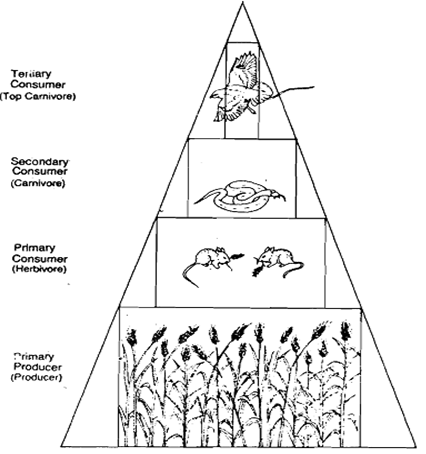 Tertiary
Consumer
(Top Carnivore)
Secondary
Consumer
(Carnivore)
Primary
Consumer
(Herbivore)
Primary
Producer
(Producer)